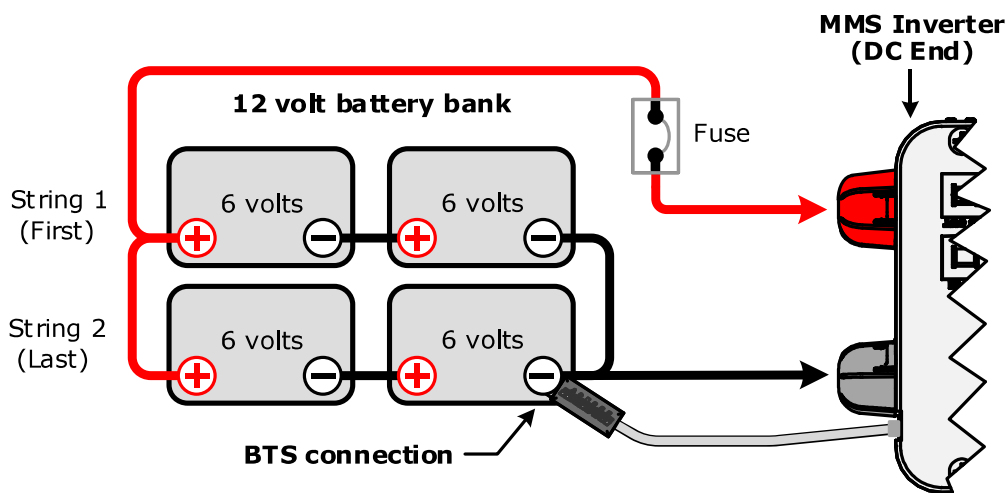 MMS Inverter
(DC End)
12 volt battery bank
Fuse
String 1
(First)
6 volts
6 volts
String 2
(Last)
6 volts
6 volts
BTS connection